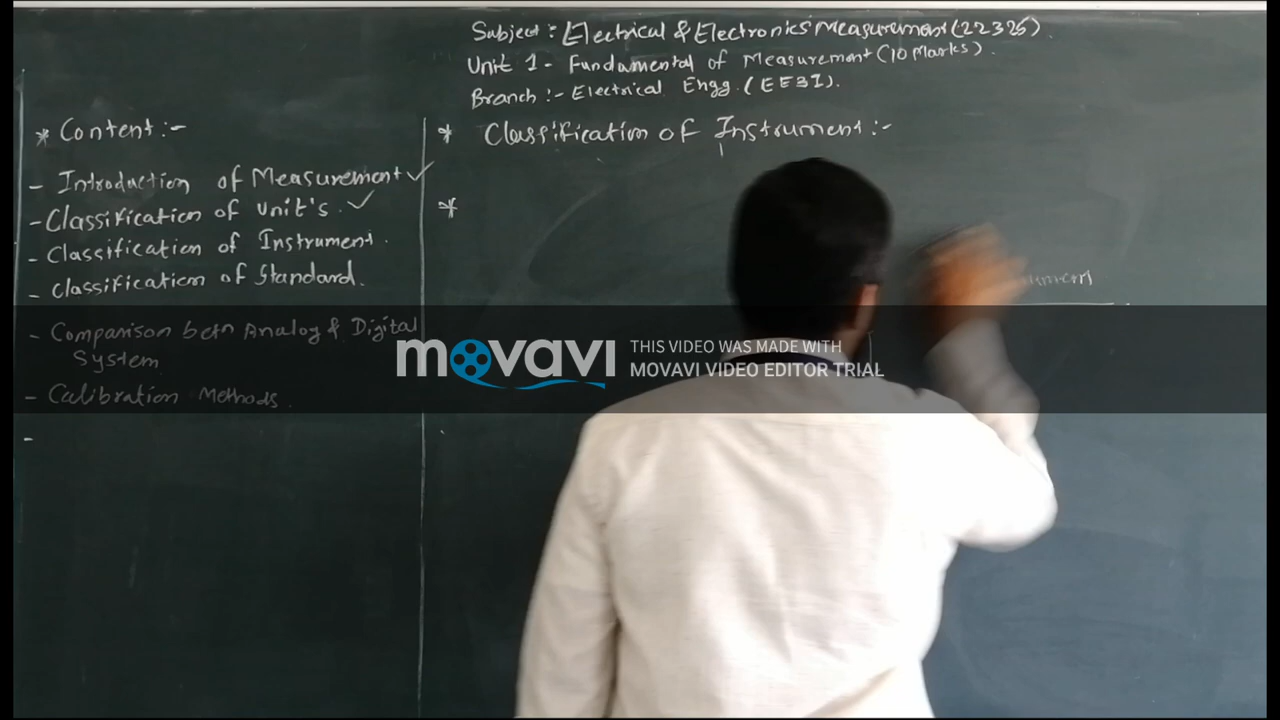 Subject :- Electrical & Electronics Measurement (22325).
Unit 1 - Fundamental of Measurement (10 Marks).
Branch :- Electrical Engg. (EE3I).
* Content :-
- Introduction of Measurement ✓
- Classification of Unit's. ✓
- Classification of Instrument.
- Classification of Standard.
- Comparison betn Analog & Digital
System.
- Calibration Methods.
-
* Classification of Instrument :-
*
movavi
THIS VIDEO WAS MADE WITH
MOVAVI VIDEO EDITOR TRIAL